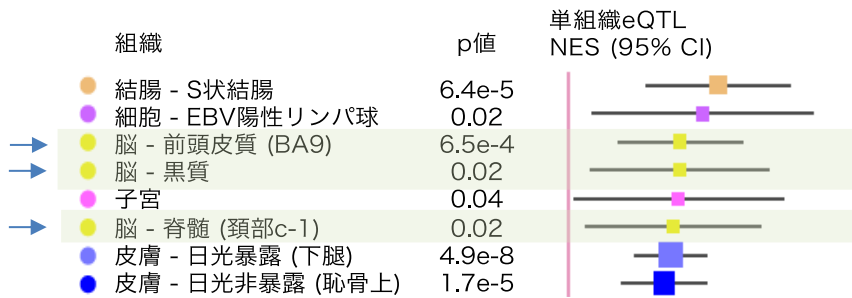 組織 p値 単組織eQTL
NES (95% CI)
結腸 - S状結腸 6.4e-5
細胞 - EBV陽性リンパ球 0.02
脳 - 前頭皮質 (BA9) 6.5e-4
脳 - 黒質 0.02
子宮 0.04
脳 - 脊髄 (頚部c-1) 0.02
皮膚 - 日光暴露 (下腿) 4.9e-8
皮膚 - 日光非暴露 (恥骨上) 1.7e-5